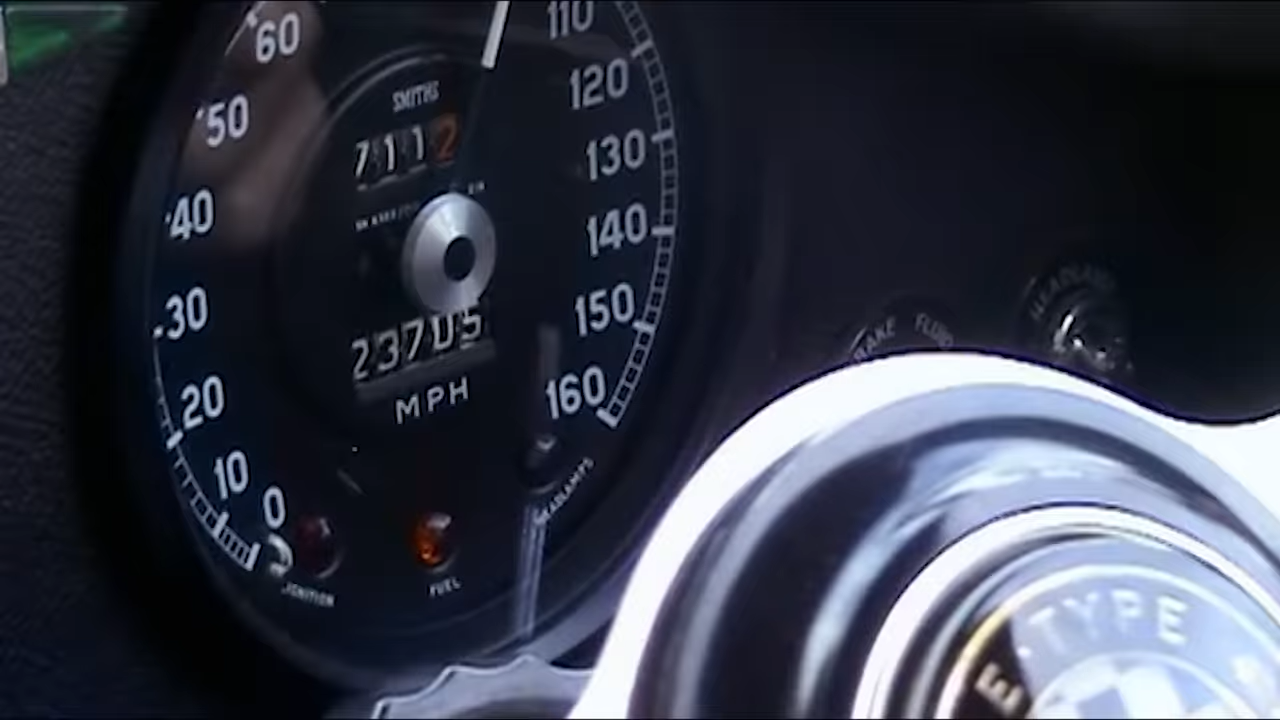 60
110
SMITHS
50
120
7112
130
40
140
30
23705
150
MPH
160
20
10
0
HEADLAMPS
IGNITION
FUEL
BRAKE FLUID
E-TYPE